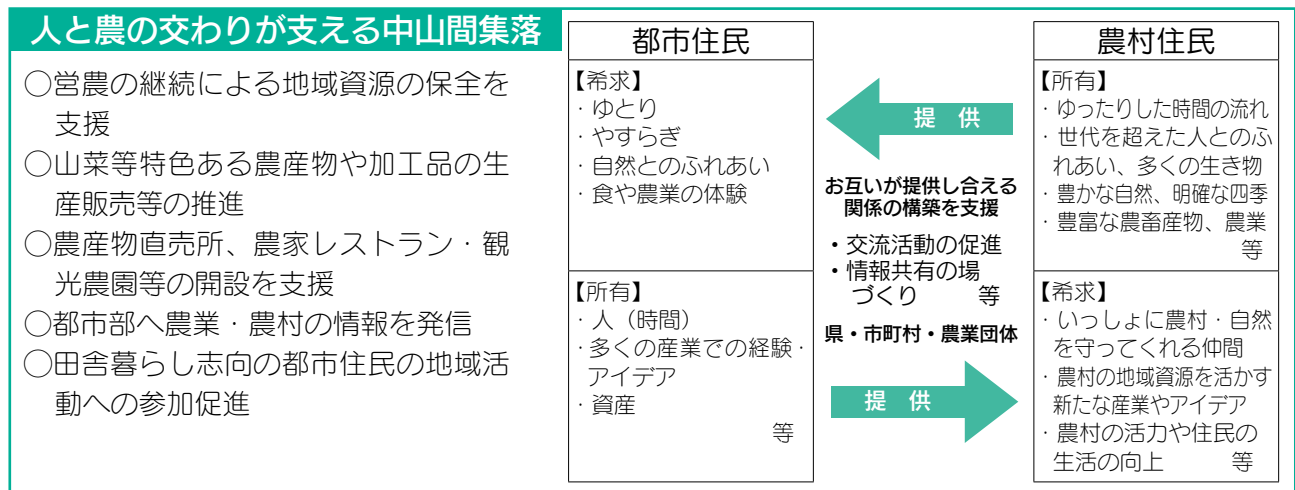 人と農の交わりが支える中山間集落
◯営農の継続による地域資源の保全を
支援
◯山菜等特色ある農産物や加工品の生
産販売等の推進
◯農産物直売所、農家レストラン・観
光農園等の開設を支援
◯都市部へ農業・農村の情報を発信
◯田舎暮らし志向の都市住民の地域活
動への参加促進
都市住民
【希求】
・ゆとり
・やすらぎ
・自然とのふれあい
・食や農業の体験
【所有】
・人（時間）
・多くの産業での経験・
アイデア
・資産
等
提 供
お互いが提供し合える
関係の構築を支援
・交流活動の促進
・情報共有の場
づくり 等
県・市町村・農業団体
提 供
農村住民
【所有】
・ゆったりした時間の流れ
・世代を超えた人とのふ
れあい、多くの生き物
・豊かな自然、明確な四季
・豊富な農畜産物、農業
等
【希求】
・いっしょに農村・自然
を守ってくれる仲間
・農村の地域資源を活かす
新たな産業やアイデア
・農村の活力や住民の
生活の向上 等